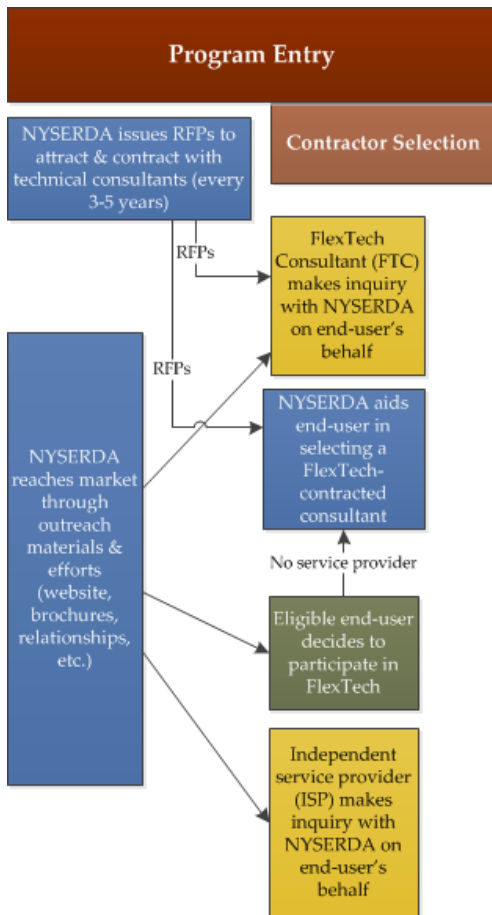 Program Entry
Contractor Selection
NYSERDA issues RFPs to
attract & contract with
technical consultants (every
3-5 years)
RFPs
FlexTech
Consultant (FTC)
makes inquiry
with NYSERDA
on end-user's
behalf
RFPs
NYSERDA aids
end-user in
selecting a
FlexTech-
contracted
consultant
NYSERDA
reaches market
through
outreach
materials &
efforts
(website,
brochures,
relationships,
etc.)
No service provider
Eligible end-user
decides to
participate in
FlexTech
Independent
service provider
(ISP) makes
inquiry with
NYSERDA on
end-user's
behalf